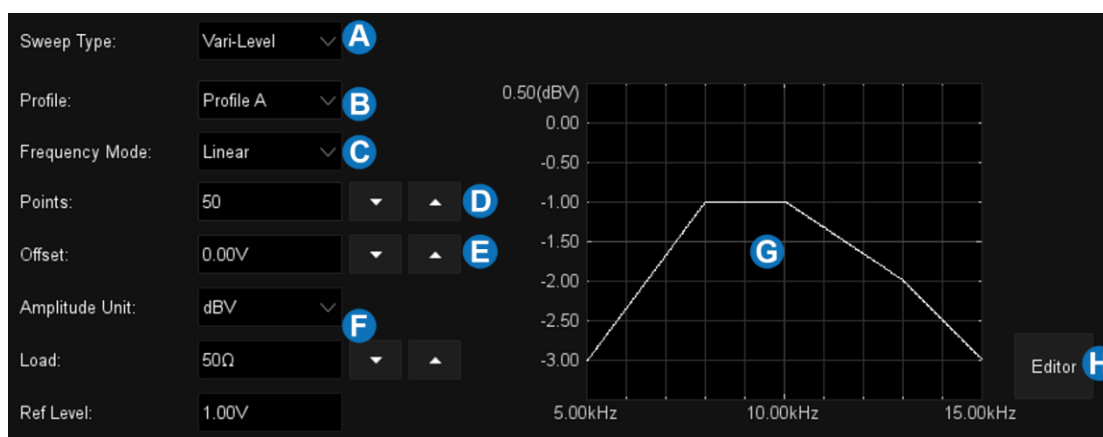 Sweep Type: Vari-Level A
Profile: Profile A B
Frequency Mode: Linear C
Points: 50 D
Offset: 0.00V E
Amplitude Unit: dBV
F
Load: 50Ω
Ref Level: 1.00V
0.50(dBV)
0.00
-0.50
-1.00
-1.50
G
-2.00
-2.50
-3.00
5.00kHz 10.00kHz 15.00kHz
Editor H